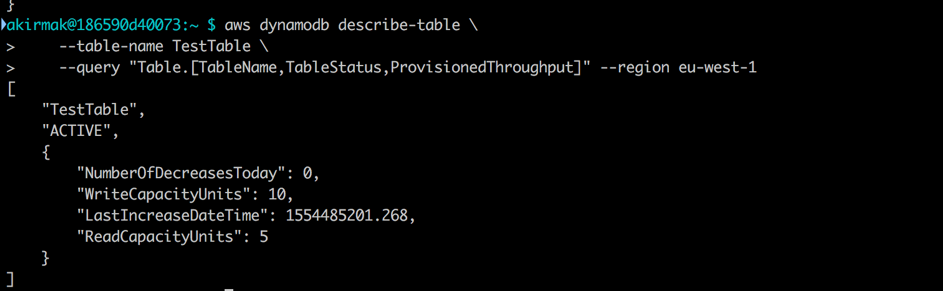 }
akirmak@186590d40073:~ $ aws dynamodb describe-table \
>     --table-name TestTable \
>     --query "Table.[TableName,TableStatus,ProvisionedThroughput]" --region eu-west-1
[
    "TestTable",
    "ACTIVE",
    {
        "NumberOfDecreasesToday": 0,
        "WriteCapacityUnits": 10,
        "LastIncreaseDateTime": 1554485201.268,
        "ReadCapacityUnits": 5
    }
]